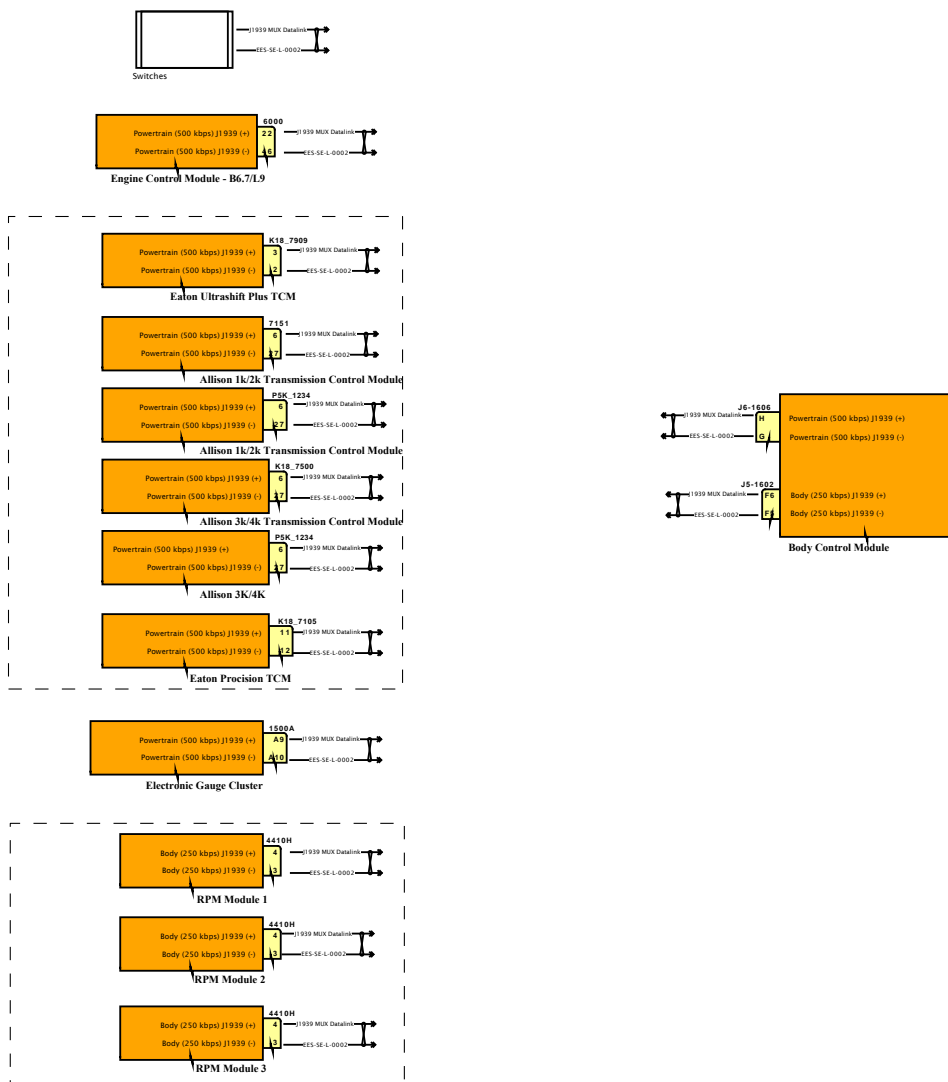 J1939 MUX Datalink
EES-SE-L-0002
Switches
6000
Powertrain (500 kbps) J1939 (+) 22 J1939 MUX Datalink
Powertrain (500 kbps) J1939 (-) 46 EES-SE-L-0002
Engine Control Module - B6.7/L9
K18_7909
Powertrain (500 kbps) J1939 (+) 3 J1939 MUX Datalink
Powertrain (500 kbps) J1939 (-) 2 EES-SE-L-0002
Eaton Ultrashift Plus TCM
7151
Powertrain (500 kbps) J1939 (+) 6 J1939 MUX Datalink
Powertrain (500 kbps) J1939 (-) 27 EES-SE-L-0002
Allison 1k/2k Transmission Control Module
P5K_1234
Powertrain (500 kbps) J1939 (+) 6 J1939 MUX Datalink
Powertrain (500 kbps) J1939 (-) 27 EES-SE-L-0002
Allison 1k/2k Transmission Control Module
K18_7500
Powertrain (500 kbps) J1939 (+) 6 J1939 MUX Datalink
Powertrain (500 kbps) J1939 (-) 27 EES-SE-L-0002
Allison 3k/4k Transmission Control Module
P5K_1234
Powertrain (500 kbps) J1939 (+) 6 J1939 MUX Datalink
Powertrain (500 kbps) J1939 (-) 27 EES-SE-L-0002
Allison 3K/4K
K18_7105
Powertrain (500 kbps) J1939 (+) 11 J1939 MUX Datalink
Powertrain (500 kbps) J1939 (-) 12 EES-SE-L-0002
Eaton Procision TCM
1500A
Powertrain (500 kbps) J1939 (+) A9 J1939 MUX Datalink
Powertrain (500 kbps) J1939 (-) A10 EES-SE-L-0002
Electronic Gauge Cluster
4410H
Body (250 kbps) J1939 (+) 4 J1939 MUX Datalink
Body (250 kbps) J1939 (-) 3 EES-SE-L-0002
RPM Module 1
4410H
Body (250 kbps) J1939 (+) 4 J1939 MUX Datalink
Body (250 kbps) J1939 (-) 3 EES-SE-L-0002
RPM Module 2
4410H
Body (250 kbps) J1939 (+) 4 J1939 MUX Datalink
Body (250 kbps) J1939 (-) 3 EES-SE-L-0002
RPM Module 3
J6-1606
J1939 MUX Datalink H Powertrain (500 kbps) J1939 (+)
EES-SE-L-0002 G Powertrain (500 kbps) J1939 (-)
J5-1602
J1939 MUX Datalink F6 Body (250 kbps) J1939 (+)
EES-SE-L-0002 Body (250 kbps) J1939 (-)
Body Control Module